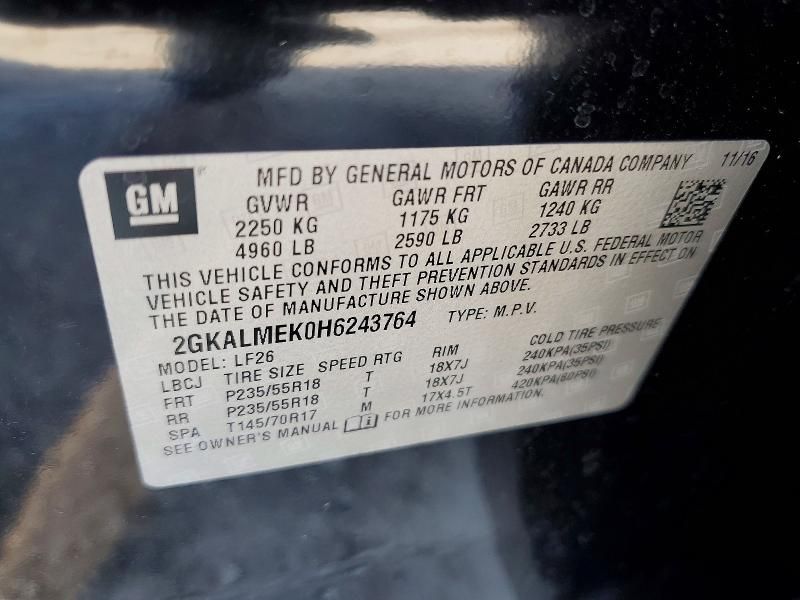 GM
MFD BY GENERAL MOTORS OF CANADA COMPANY 11/16
GVWR GAWR FRT GAWR RR
2250 KG 1175 KG 1240 KG
4960 LB 2590 LB 2733 LB
THIS VEHICLE CONFORMS TO ALL APPLICABLE U.S. FEDERAL MOTOR
VEHICLE SAFETY AND THEFT PREVENTION STANDARDS IN EFFECT ON
THE DATE OF MANUFACTURE SHOWN ABOVE.
2GKALMEK0H6243764 TYPE: M.P.V.
MODEL: LF26
LBCJ TIRE SIZE SPEED RTG RIM COLD TIRE PRESSURE
FRT P235/55R18 T 18X7J 240KPA(35PSI)
RR P235/55R18 T 18X7J 240KPA(35PSI)
SPA T145/70R17 M 17X4.5T 420KPA(60PSI)
SEE OWNER'S MANUAL FOR MORE INFORMATION.